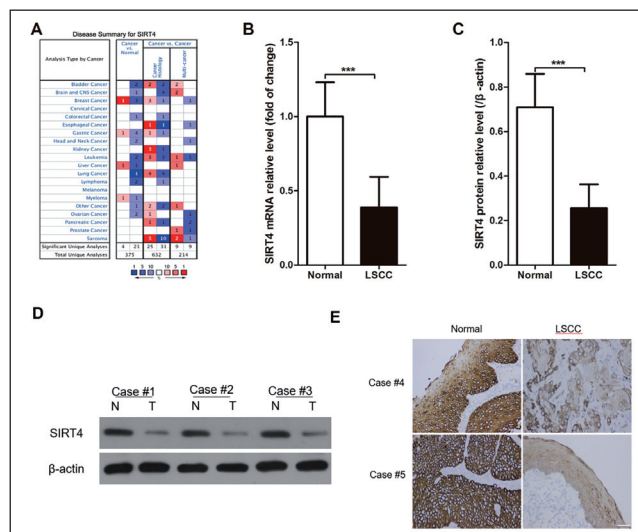 A
Disease Summary for SIRT4
Analysis Type by Cancer
Cancer vs. Normal
Cancer vs. Cancer
Cancer Histology
Multi-cancer
Bladder Cancer
Brain and CNS Cancer
Breast Cancer
Cervical Cancer
Colorectal Cancer
Esophageal Cancer
Gastric Cancer
Head and Neck Cancer
Kidney Cancer
Leukemia
Liver Cancer
Lung Cancer
Lymphoma
Melanoma
Myeloma
Other Cancer
Ovarian Cancer
Pancreatic Cancer
Prostate Cancer
Sarcoma
Significant Unique Analyses 4 21 25 31 9 9
Total Unique Analyses 375 632 214
1 5 10 10 5 1
%
B
SIRT4 mRNA relative level (fold of change)
1.5
1.0
0.5
0.0
***
Normal LSCC
C
SIRT4 protein relative level (/β-actin)
1.0
0.8
0.6
0.4
0.2
0.0
***
Normal LSCC
D
Case #1 Case #2 Case #3
N T N T N T
SIRT4
β-actin
E
Normal LSCC
Case #4
Case #5